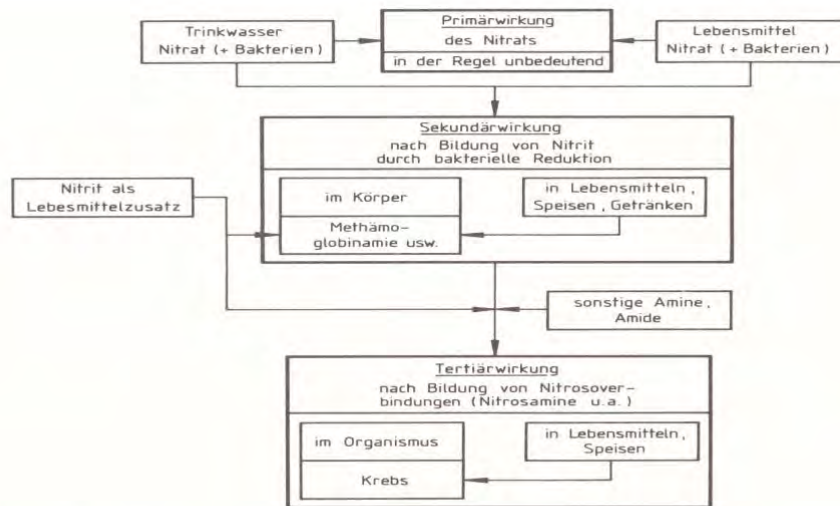 Trinkwasser
Nitrat (+ Bakterien)
Primärwirkung
des Nitrats
in der Regel unbedeutend
Lebensmittel
Nitrat (+ Bakterien)
Sekundärwirkung
nach Bildung von Nitrit
durch bakterielle Reduktion
Nitrit als
Lebesmittelzusatz
im Körper
Methämo-
globinamie usw.
in Lebensmitteln,
Speisen, Getränken
sonstige Amine,
Amide
Tertiärwirkung
nach Bildung von Nitrosover-
bindungen (Nitrosamine u.a.)
im Organismus
Krebs
in Lebensmitteln,
Speisen